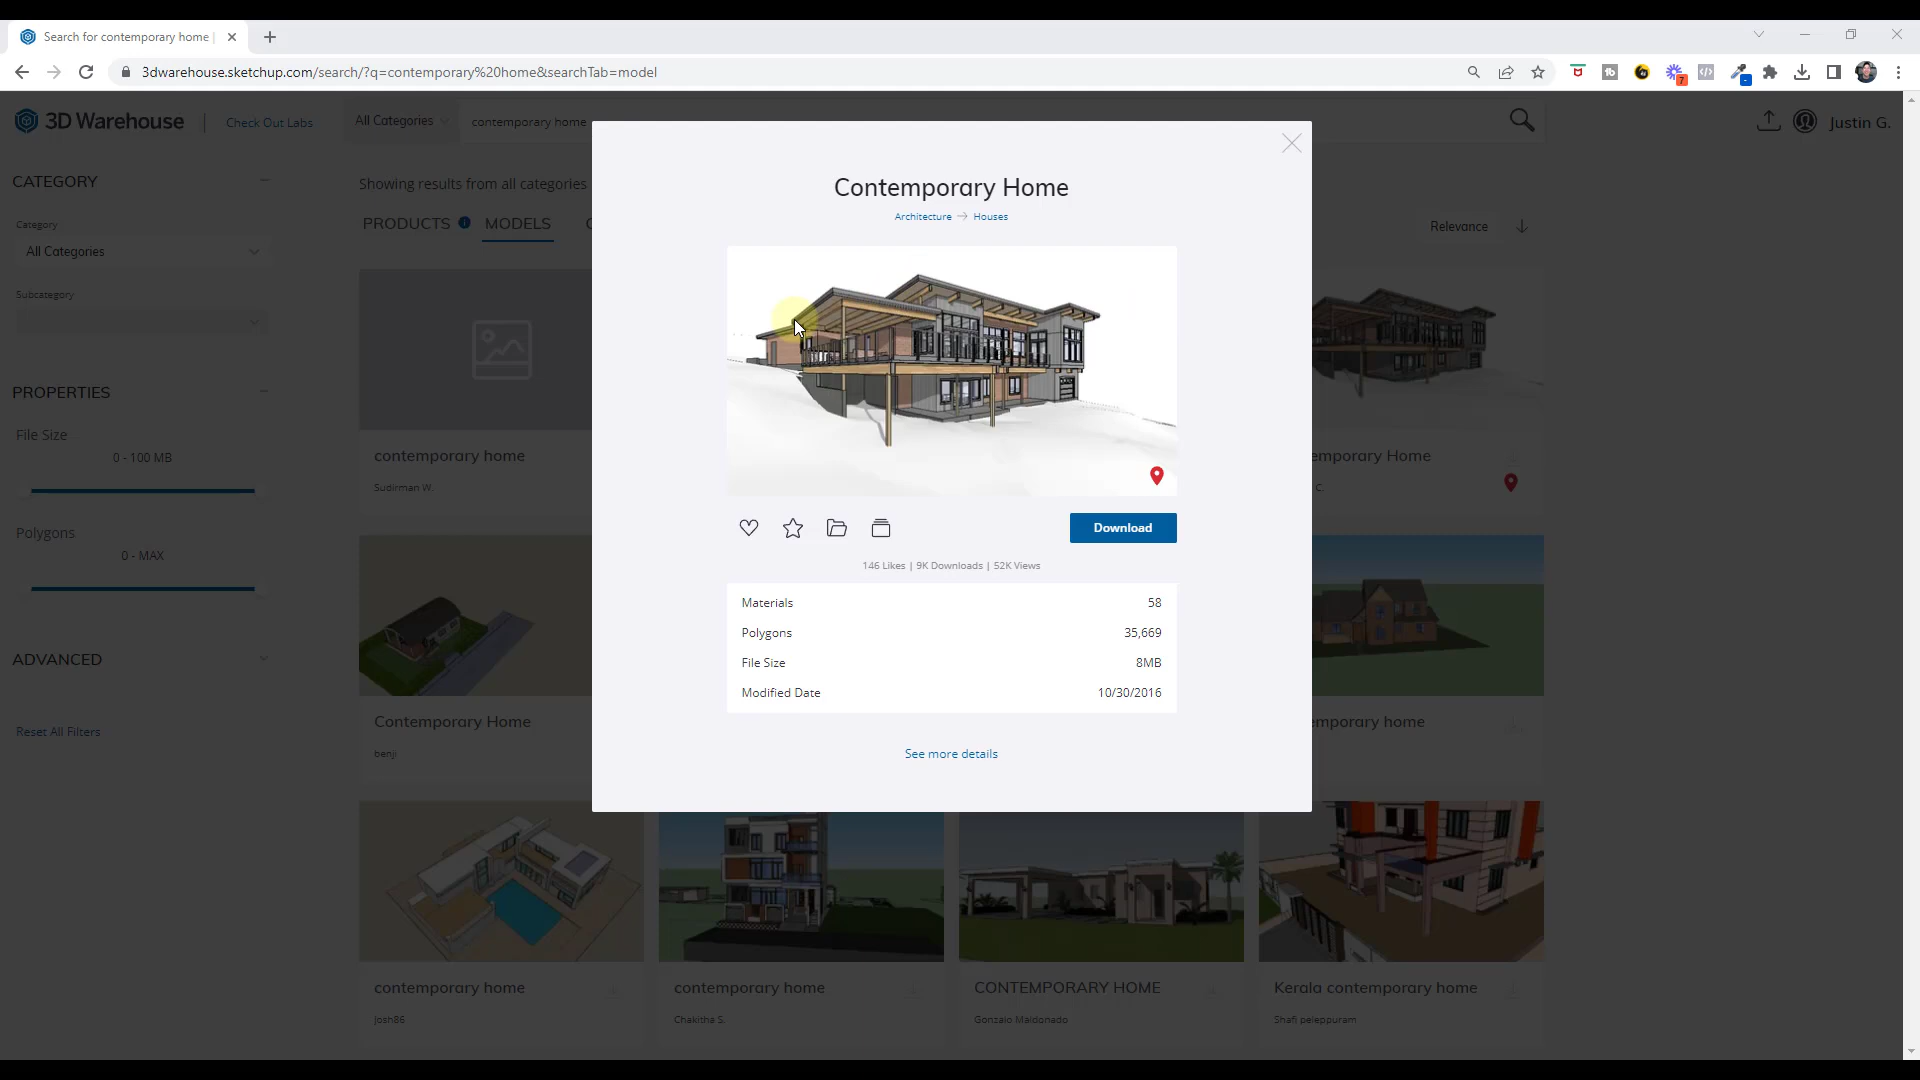 Search for contemporary home |
3dwarehouse.sketchup.com/search/?q=contemporary%20home&searchTab=model
7
3D Warehouse
Check Out Labs
All Categories
contemporary home
Justin G.
CATEGORY
Category
All Categories
Subcategory
PROPERTIES
File Size
0 - 100 MB
Polygons
0 - MAX
ADVANCED
Reset All Filters
Showing results from all categories
PRODUCTS
MODELS
Relevance
Contemporary Home
Architecture → Houses
Download
146 Likes | 9K Downloads | 52K Views
Materials 58
Polygons 35,669
File Size 8MB
Modified Date 10/30/2016
See more details
contemporary home
Sudirman W.
emporary Home
Contemporary Home
benji
emporary home
contemporary home
Josh86
contemporary home
Chakitha S.
CONTEMPORARY HOME
Gonzalo Maldonado
Kerala contemporary home
Shafi peleppuram